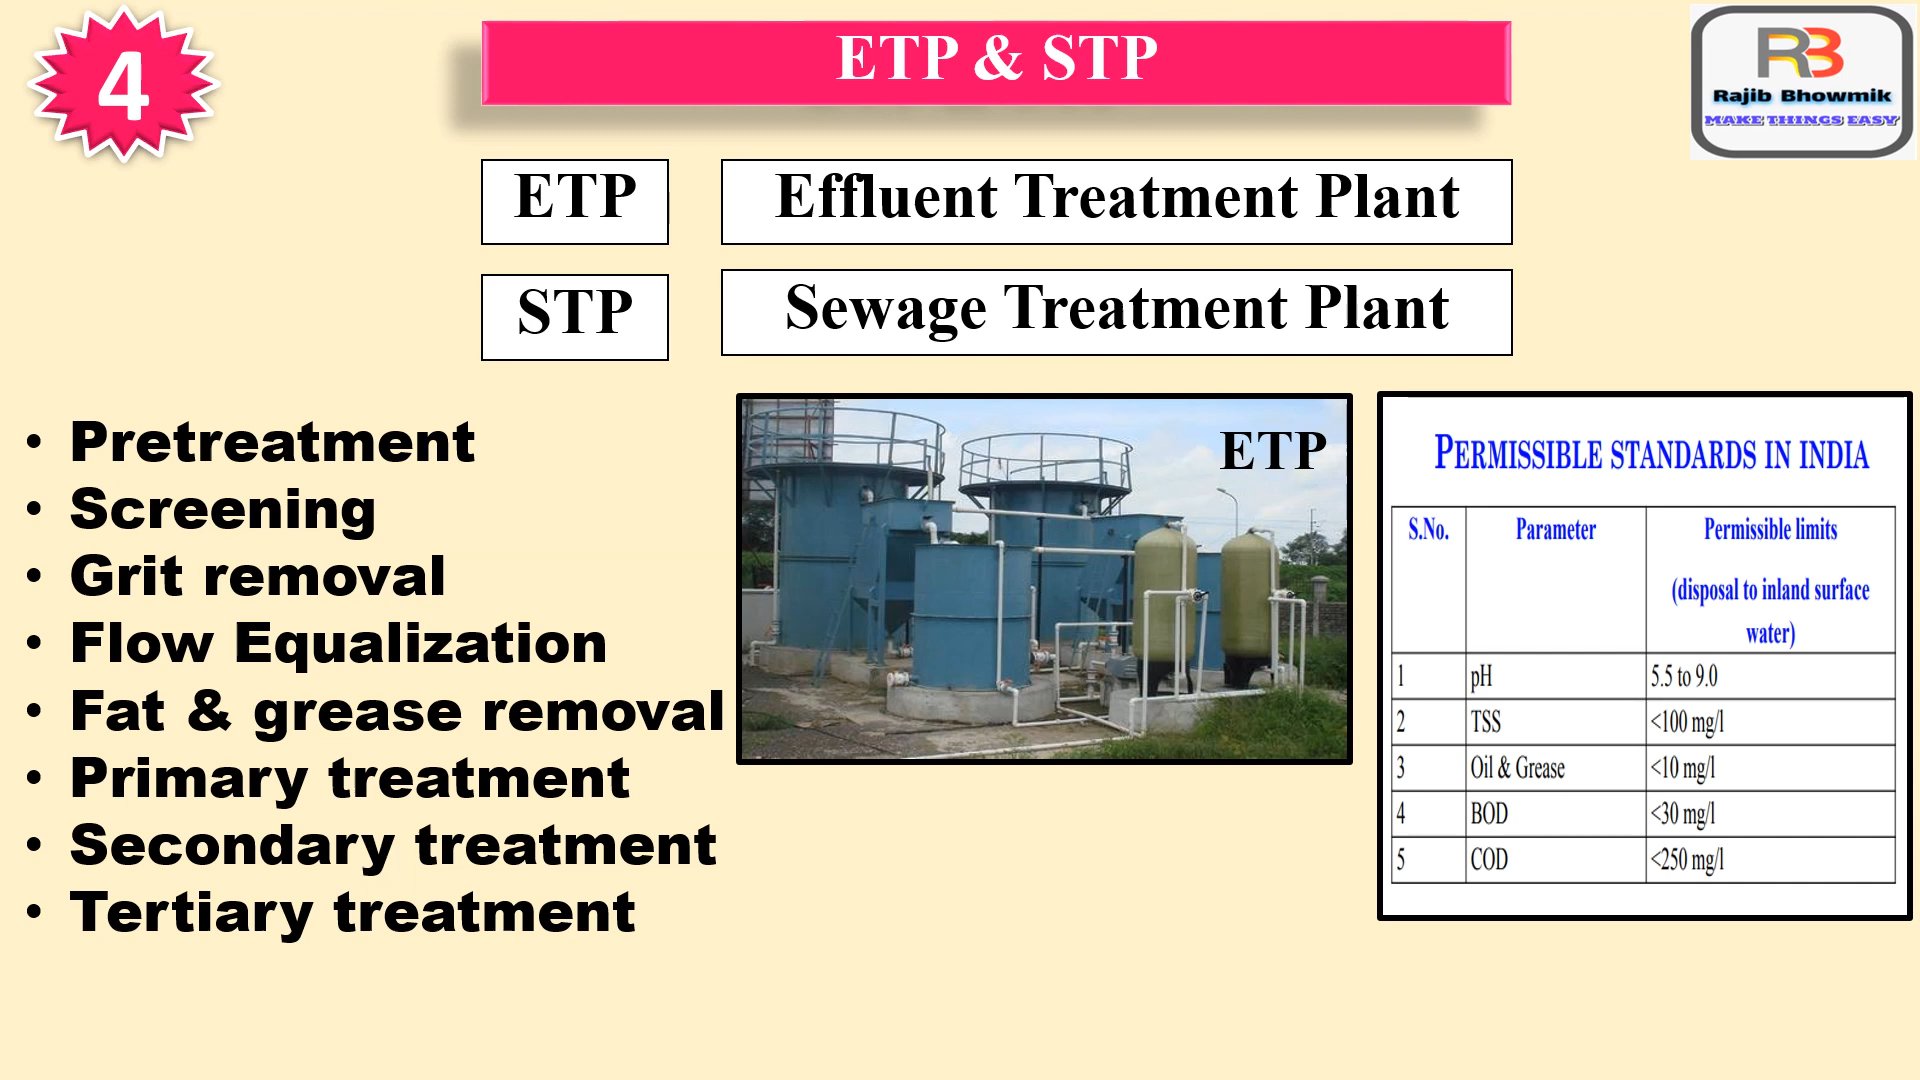 4
ETP & STP
RB
Rajib Bhowmik
MAKE THINGS EASY
ETP
Effluent Treatment Plant
STP
Sewage Treatment Plant
• Pretreatment
• Screening
• Grit removal
• Flow Equalization
• Fat & grease removal
• Primary treatment
• Secondary treatment
• Tertiary treatment
ETP
PERMISSIBLE STANDARDS IN INDIA
S.No. Parameter Permissible limits
(disposal to inland surface
water)
1 pH 5.5 to 9.0
2 TSS <100 mg/l
3 Oil & Grease <10 mg/l
4 BOD <30 mg/l
5 COD <250 mg/l